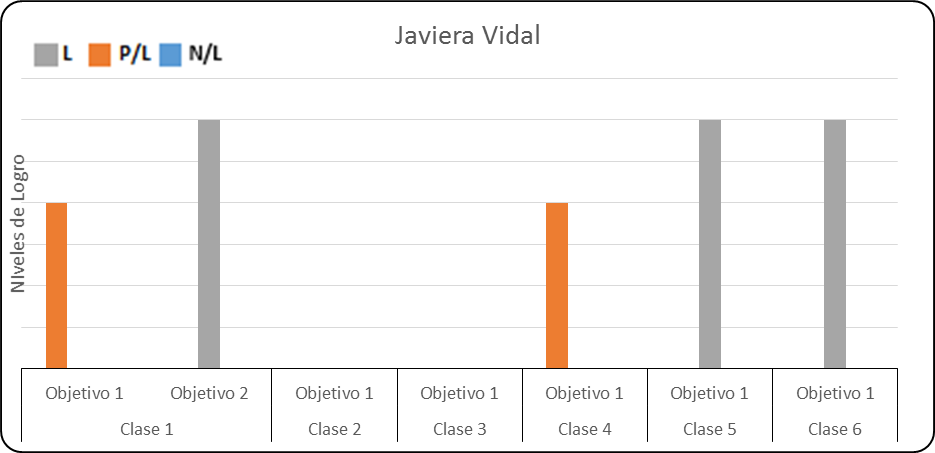 Javiera Vidal
L P/L N/L
NIveles de Logro
Objetivo 1 Objetivo 2 Objetivo 1 Objetivo 1 Objetivo 1 Objetivo 1 Objetivo 1
Clase 1 Clase 2 Clase 3 Clase 4 Clase 5 Clase 6